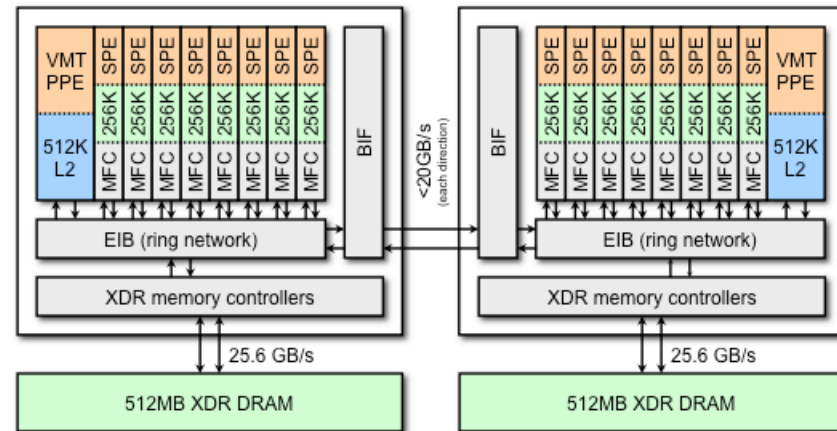 VMT
PPE
512K
L2
SPE
256K
MFC
SPE
256K
MFC
SPE
256K
MFC
SPE
256K
MFC
SPE
256K
MFC
SPE
256K
MFC
SPE
256K
MFC
SPE
256K
MFC
BIF
EIB (ring network)
XDR memory controllers
25.6 GB/s
512MB XDR DRAM
<20GB/s
(each direction)
BIF
SPE
256K
MFC
SPE
256K
MFC
SPE
256K
MFC
SPE
256K
MFC
SPE
256K
MFC
SPE
256K
MFC
SPE
256K
MFC
SPE
256K
MFC
VMT
PPE
512K
L2
EIB (ring network)
XDR memory controllers
25.6 GB/s
512MB XDR DRAM